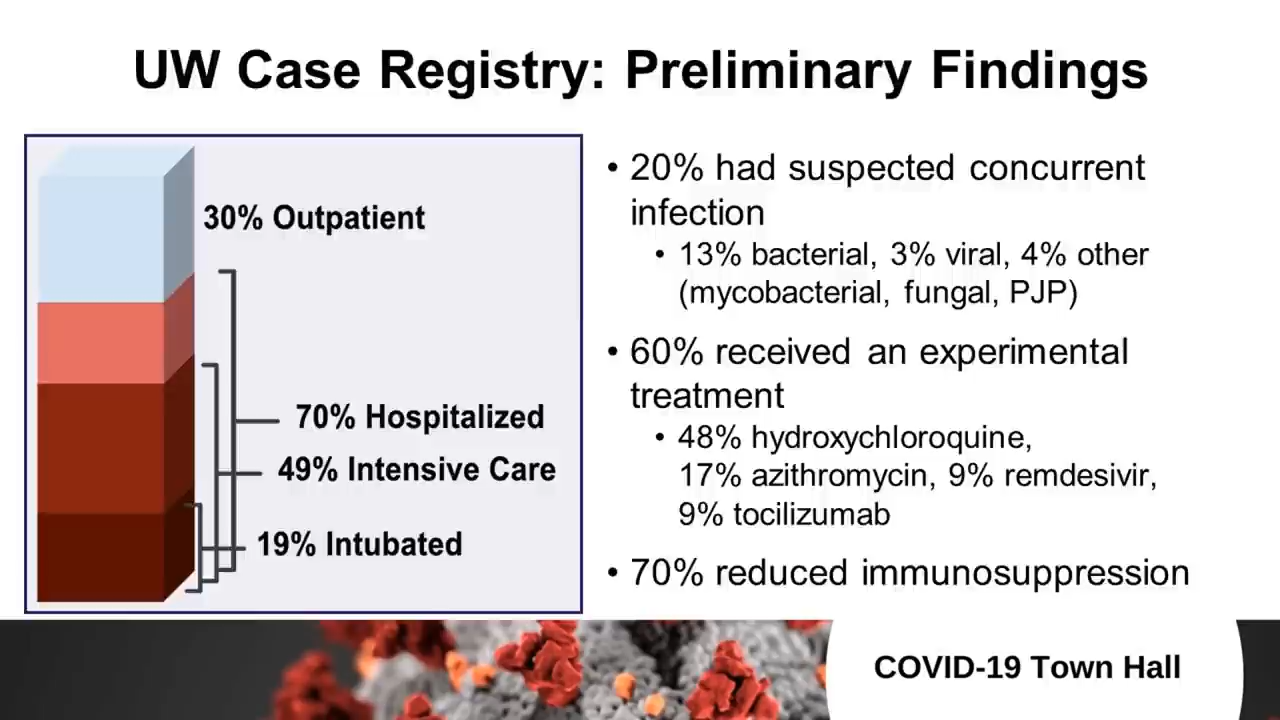 UW Case Registry: Preliminary Findings
30% Outpatient
70% Hospitalized
49% Intensive Care
19% Intubated
• 20% had suspected concurrent
infection
• 13% bacterial, 3% viral, 4% other
(mycobacterial, fungal, PJP)
• 60% received an experimental
treatment
• 48% hydroxychloroquine,
17% azithromycin, 9% remdesivir,
9% tocilizumab
• 70% reduced immunosuppression
COVID-19 Town Hall